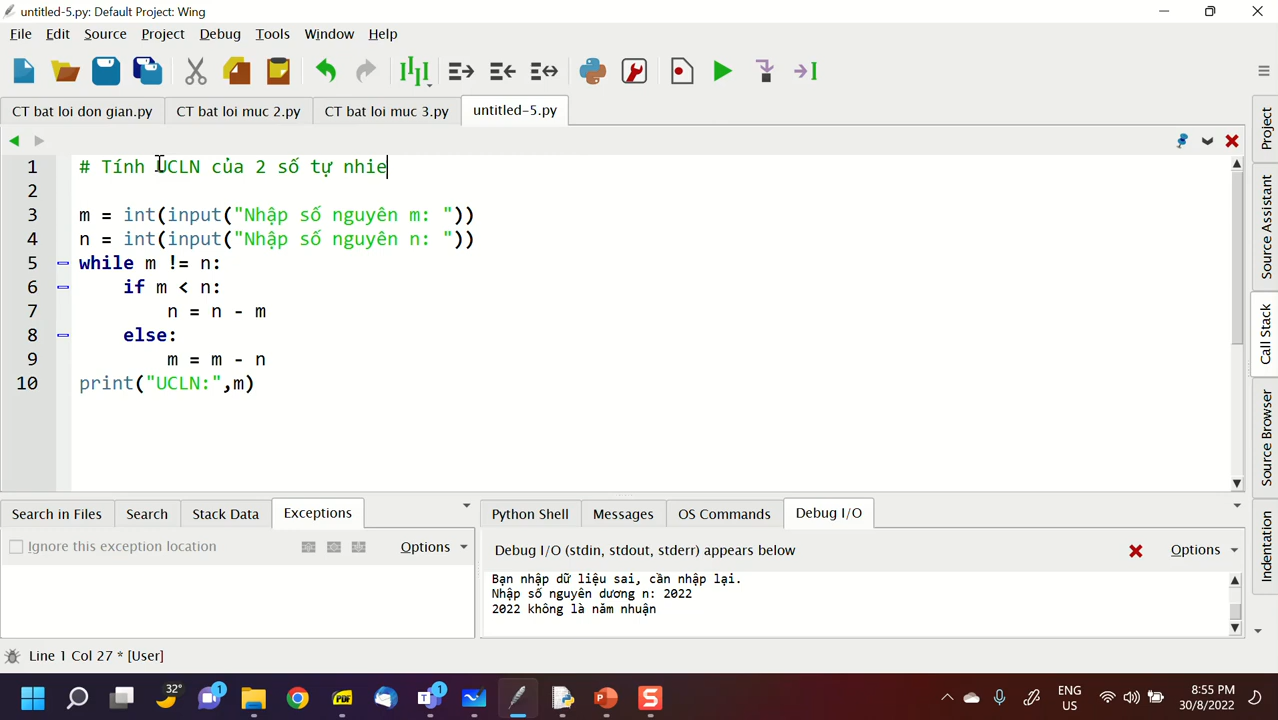 untitled-5.py: Default Project: Wing
File Edit Source Project Debug Tools Window Help
CT bat loi don gian.py CT bat loi muc 2.py CT bat loi muc 3.py untitled-5.py
1 # Tính UCLN của 2 số tự nhie
2
3 m = int(input("Nhập số nguyên m: "))
4 n = int(input("Nhập số nguyên n: "))
5 while m != n:
6 if m < n:
7 n = n - m
8 else:
9 m = m - n
10 print("UCLN:",m)
Project
Source Assistant
Call Stack
Source Browser
Indentation
Search in Files Search Stack Data Exceptions
Ignore this exception location Options
Python Shell Messages OS Commands Debug I/O
Debug I/O (stdin, stdout, stderr) appears below Options
Bạn nhập dữ liệu sai, cần nhập lại.
Nhập số nguyên dương n: 2022
2022 không là năm nhuận
Line 1 Col 27 * [User]
32° 1 1 ENG 8:55 PM
US 30/8/2022